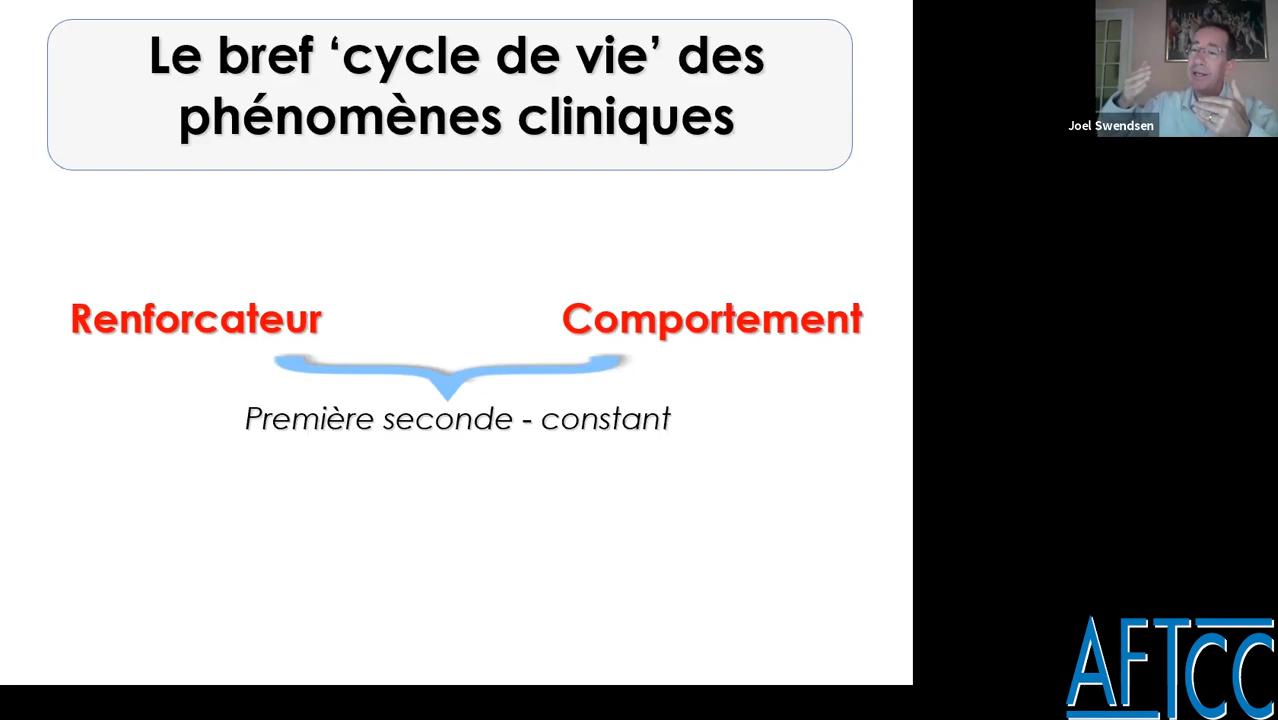 Le bref ‘cycle de vie’ des
phénomènes cliniques
Renforcateur
Comportement
Première seconde - constant
Joel Swendsen
AFTCC